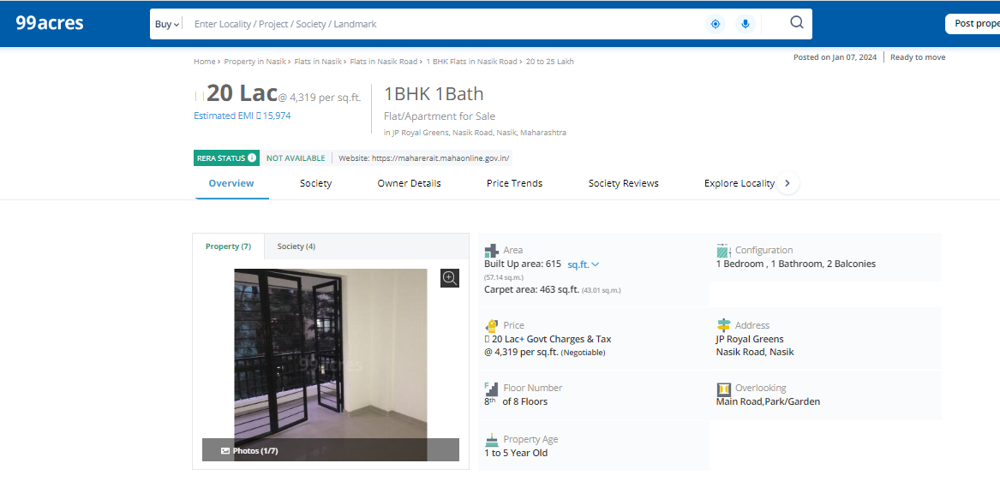 99acres
Buy
Enter Locality / Project / Society / Landmark
Post prope
Home > Property in Nasik > Flats in Nasik > Flats in Nasik Road > 1 BHK Flats in Nasik Road > 20 to 25 Lakh
Posted on Jan 07, 2024 | Ready to move
20 Lac @ 4,319 per sq.ft.
Estimated EMI 15,974
1BHK 1Bath
Flat/Apartment for Sale
in JP Royal Greens, Nasik Road, Nasik, Maharashtra
RERA STATUS NOT AVAILABLE Website: https://maharerait.mahaonline.gov.in/
Overview Society Owner Details Price Trends Society Reviews Explore Locality
Property (7) Society (4)
99acres
Photos (1/7)
Area
Built Up area: 615 sq.ft.
(57.14 sq.m.)
Carpet area: 463 sq.ft. (43.01 sq.m.)
Configuration
1 Bedroom , 1 Bathroom, 2 Balconies
Price
20 Lac+ Govt Charges & Tax
@ 4,319 per sq.ft. (Negotiable)
Address
JP Royal Greens
Nasik Road, Nasik
Floor Number
8th of 8 Floors
Overlooking
Main Road,Park/Garden
Property Age
1 to 5 Year Old